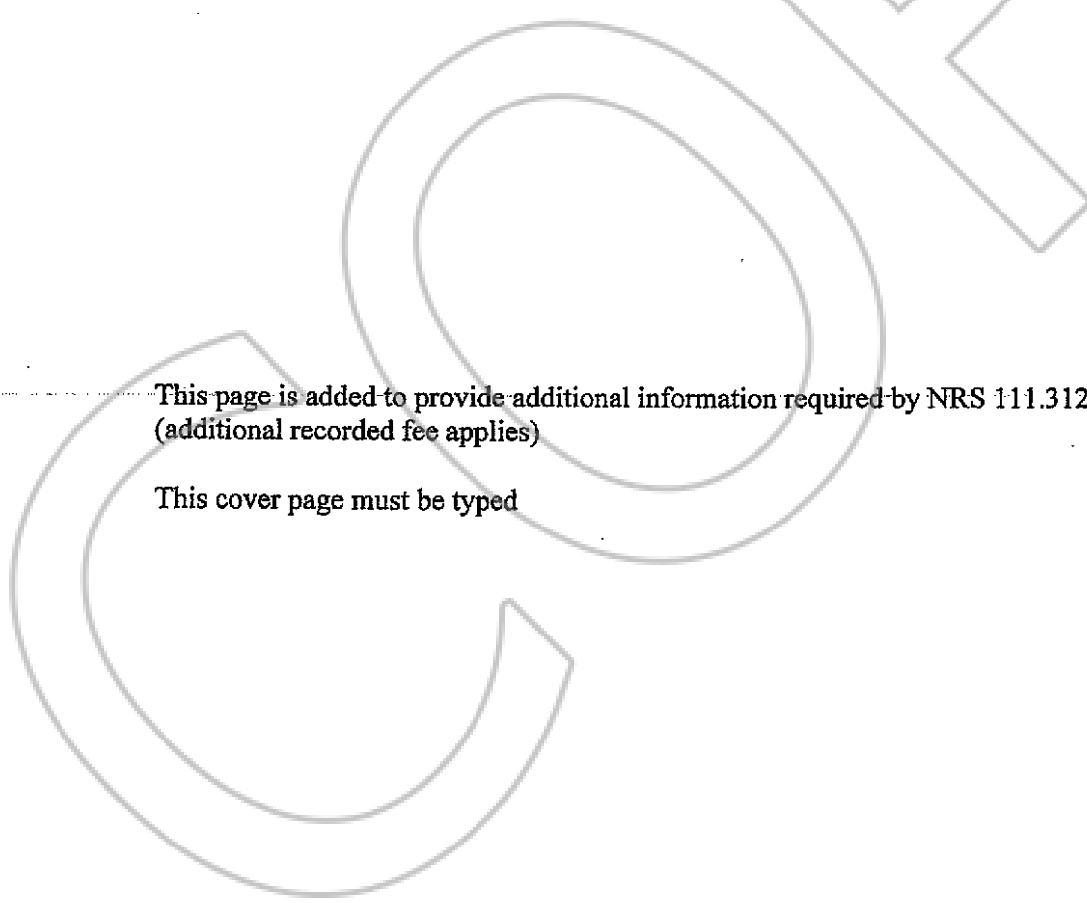 This page is added to provide additional information required by NRS 111.312
(additional recorded fee applies)
This cover page must be typed